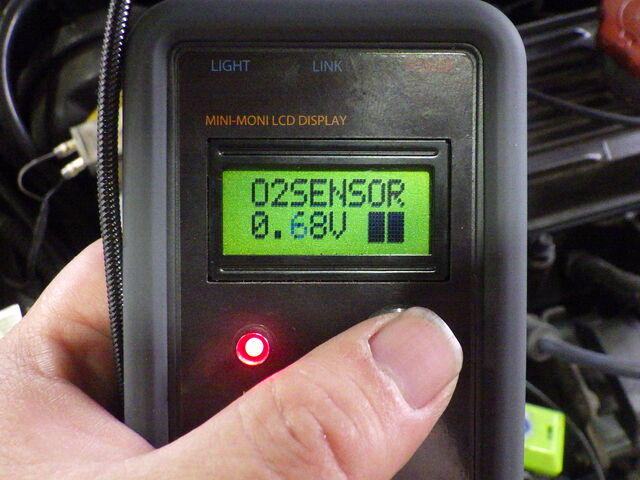 LIGHT LINK
MINI-MONI LCD DISPLAY
O2SENSOR
0.68V